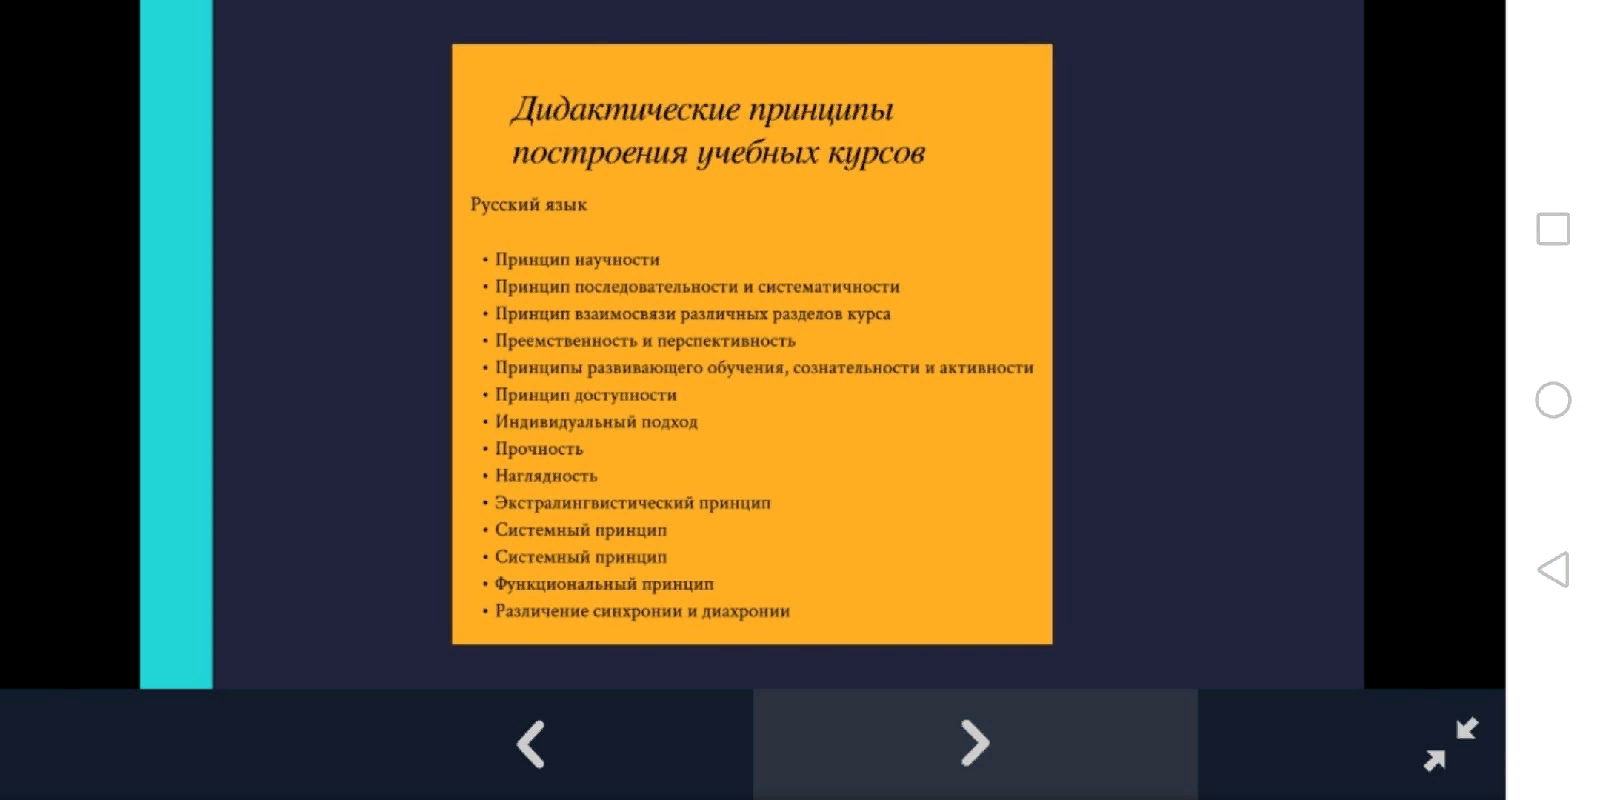 Дидактические принципы
построения учебных курсов
Русский язык
• Принцип научности
• Принцип последовательности и систематичности
• Принцип взаимосвязи различных разделов курса
• Преемственность и перспективность
• Принципы развивающего обучения, сознательности и активности
• Принцип доступности
• Индивидуальный подход
• Прочность
• Наглядность
• Экстралингвистический принцип
• Системный принцип
• Системный принцип
• Функциональный принцип
• Различение синхронии и диахронии